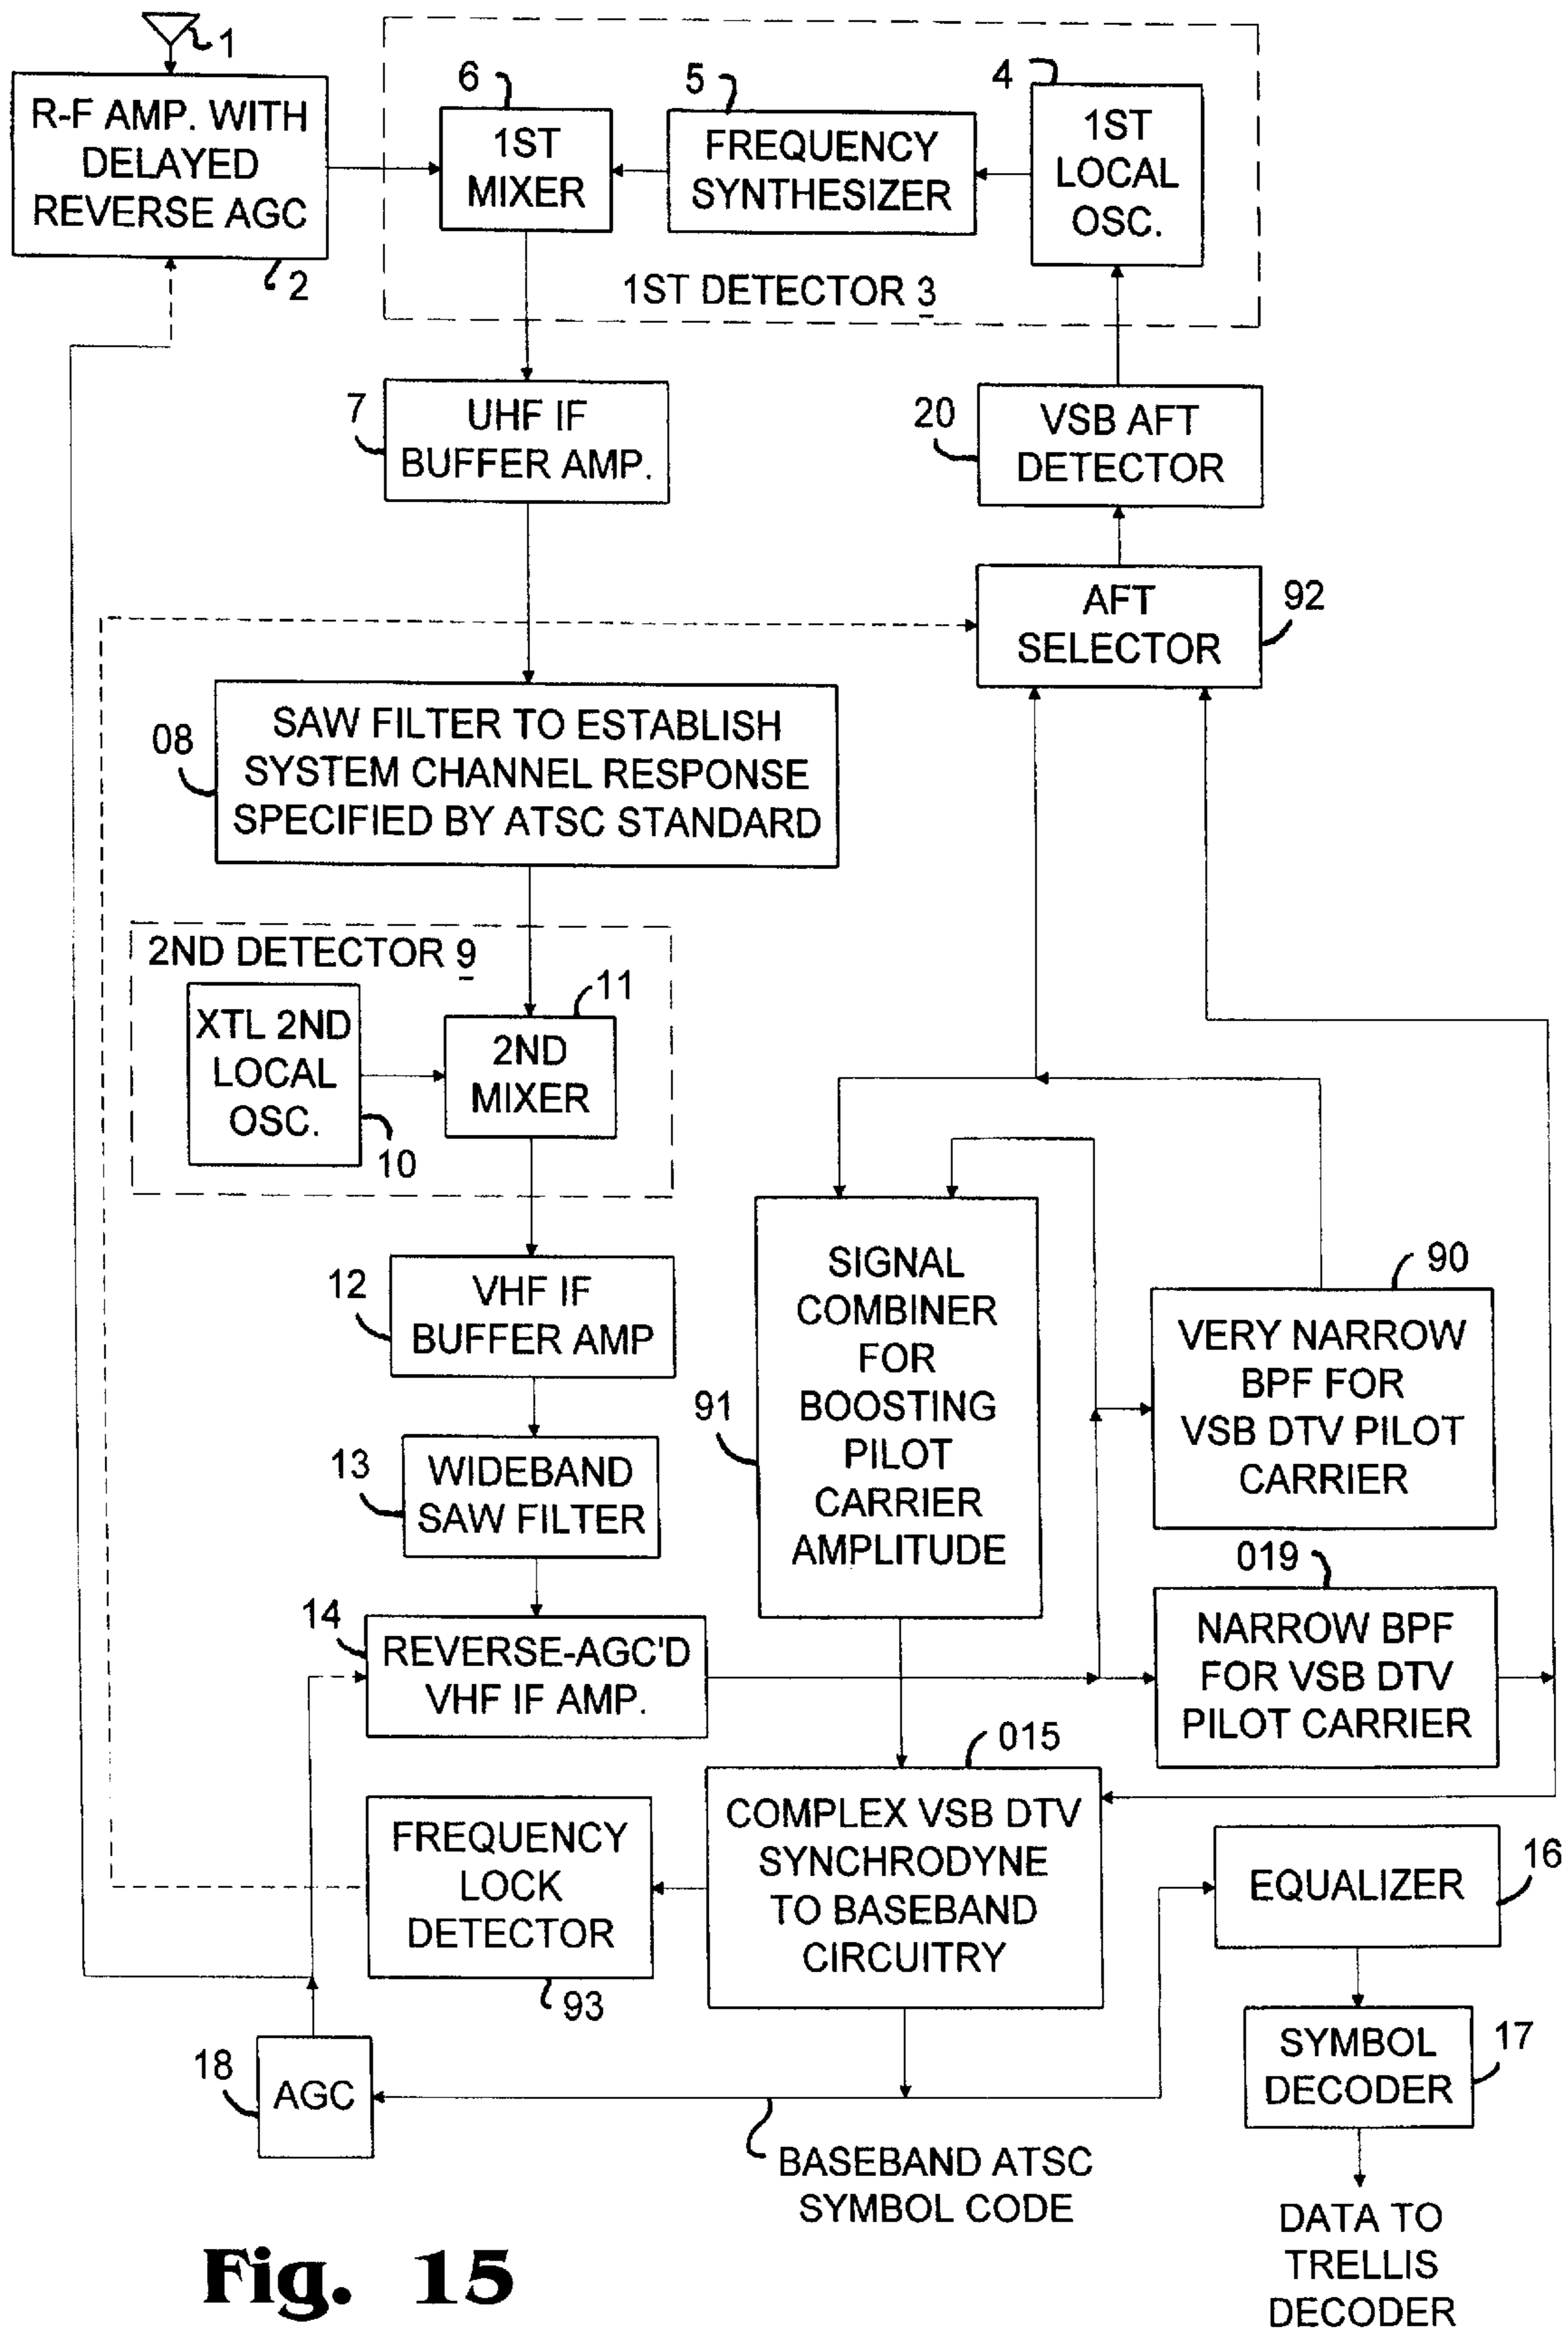 1
R-F AMP. WITH
DELAYED
REVERSE AGC
2
6
1ST
MIXER
5
FREQUENCY
SYNTHESIZER
4
1ST
LOCAL
OSC.
1ST DETECTOR 3
7
UHF IF
BUFFER AMP.
20
VSB AFT
DETECTOR
AFT
SELECTOR
92
08
SAW FILTER TO ESTABLISH
SYSTEM CHANNEL RESPONSE
SPECIFIED BY ATSC STANDARD
2ND DETECTOR 9
XTL 2ND
LOCAL
OSC.
10
11
2ND
MIXER
12
VHF IF
BUFFER AMP
13
WIDEBAND
SAW FILTER
14
REVERSE-AGC'D
VHF IF AMP.
91
SIGNAL
COMBINER
FOR
BOOSTING
PILOT
CARRIER
AMPLITUDE
90
VERY NARROW
BPF FOR
VSB DTV PILOT
CARRIER
019
NARROW BPF
FOR VSB DTV
PILOT CARRIER
015
COMPLEX VSB DTV
SYNCHRODYNE
TO BASEBAND
CIRCUITRY
FREQUENCY
LOCK
DETECTOR
93
EQUALIZER
16
SYMBOL
DECODER
17
18
AGC
BASEBAND ATSC
SYMBOL CODE
DATA TO
TRELLIS
DECODER
Fig. 15